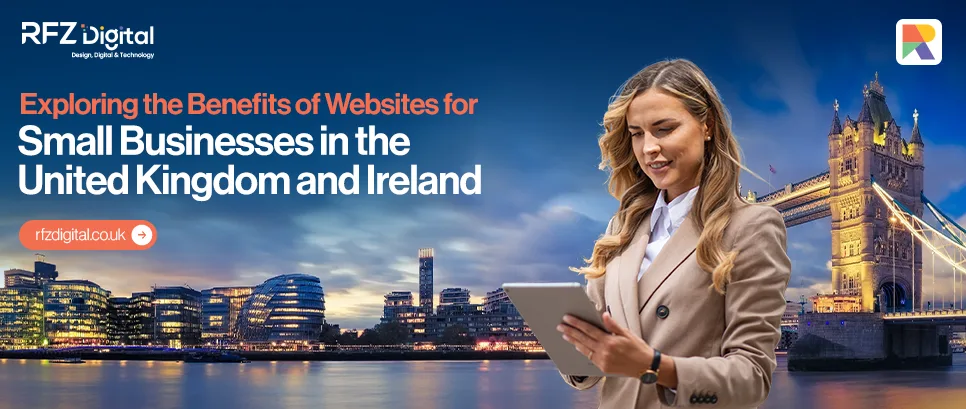 RFZ Digital
Design, Digital & Technology
Exploring the Benefits of Websites for
Small Businesses in the
United Kingdom and Ireland
rfzdigital.co.uk
R